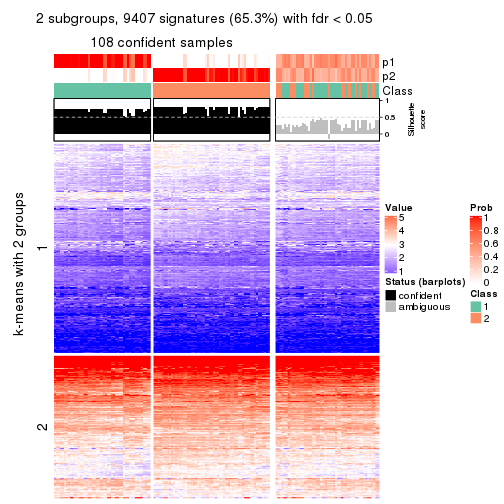 2 subgroups, 9407 signatures (65.3%) with fdr < 0.05
108 confident samples
p1
p2
Class
1
0.5
0
Silhouette
score
k-means with 2 groups
1
2
Value
5
4
3
2
1
Status (barplots)
confident
ambiguous
Prob
1
0.8
0.6
0.4
0.2
0
Class
1
2